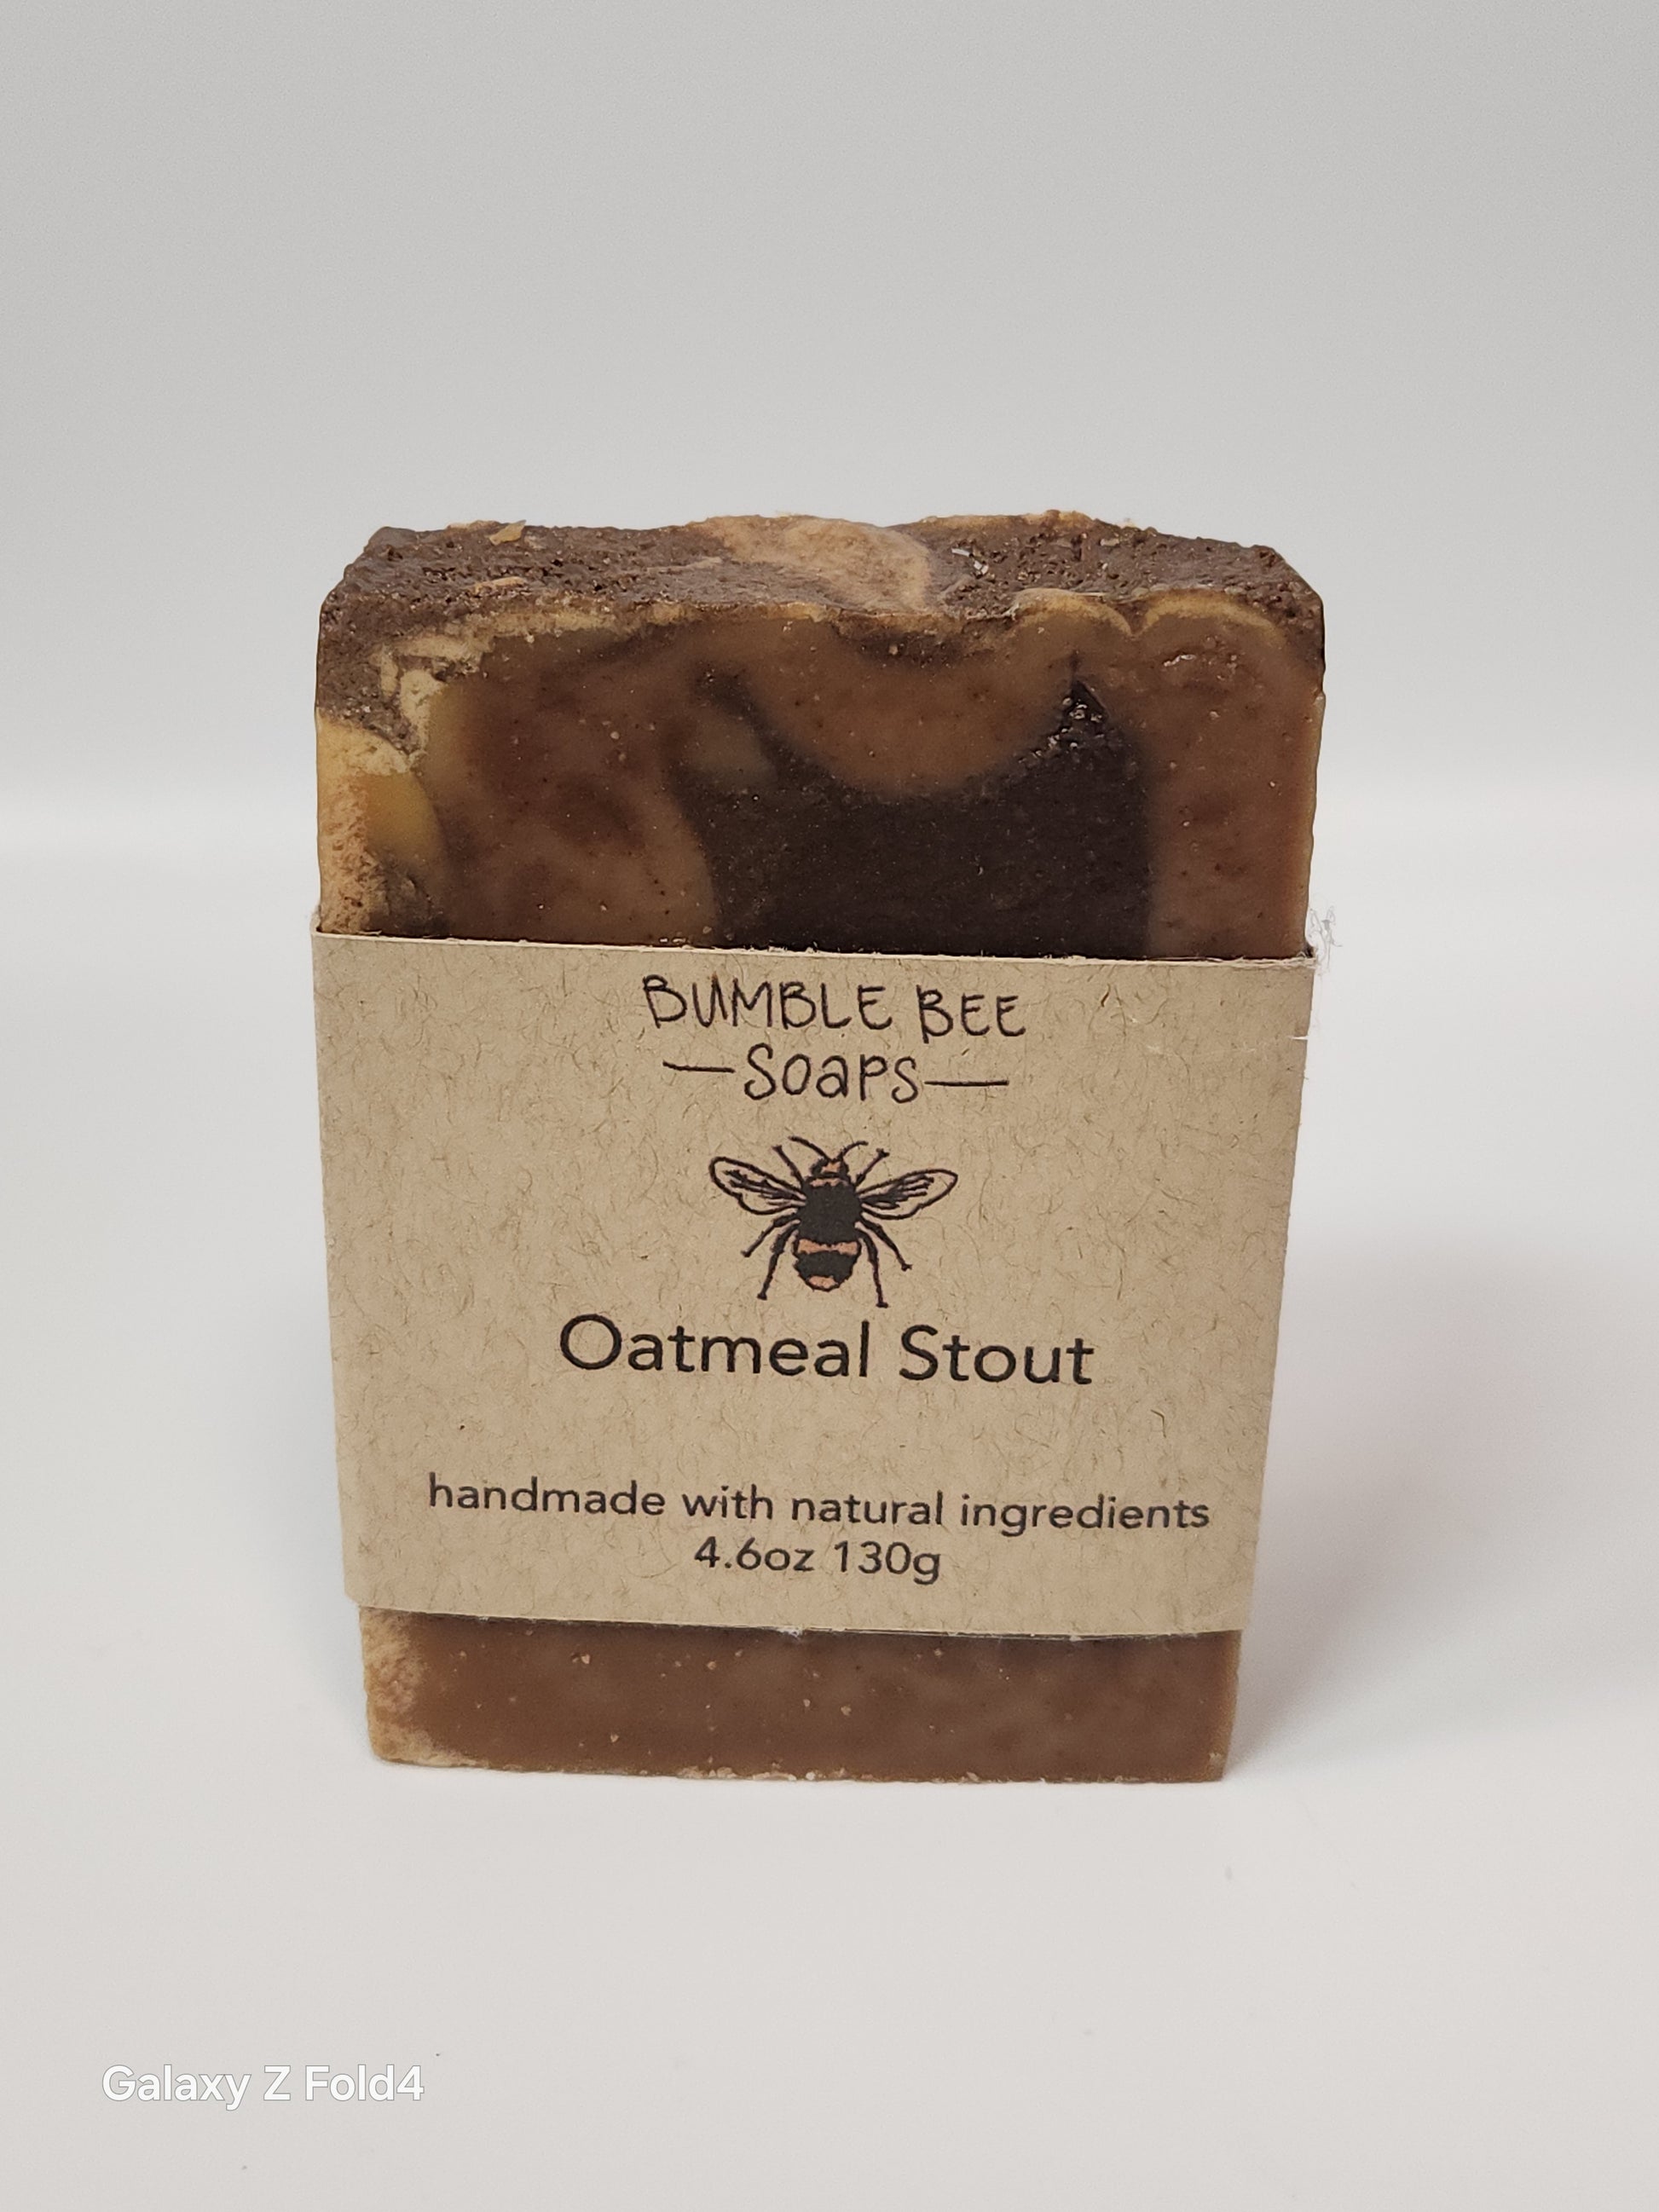 BUMBLE BEE
—SOaPS—
Oatmeal Stout
handmade with natural ingredients
4.6oz 130g
Galaxy Z Fold4